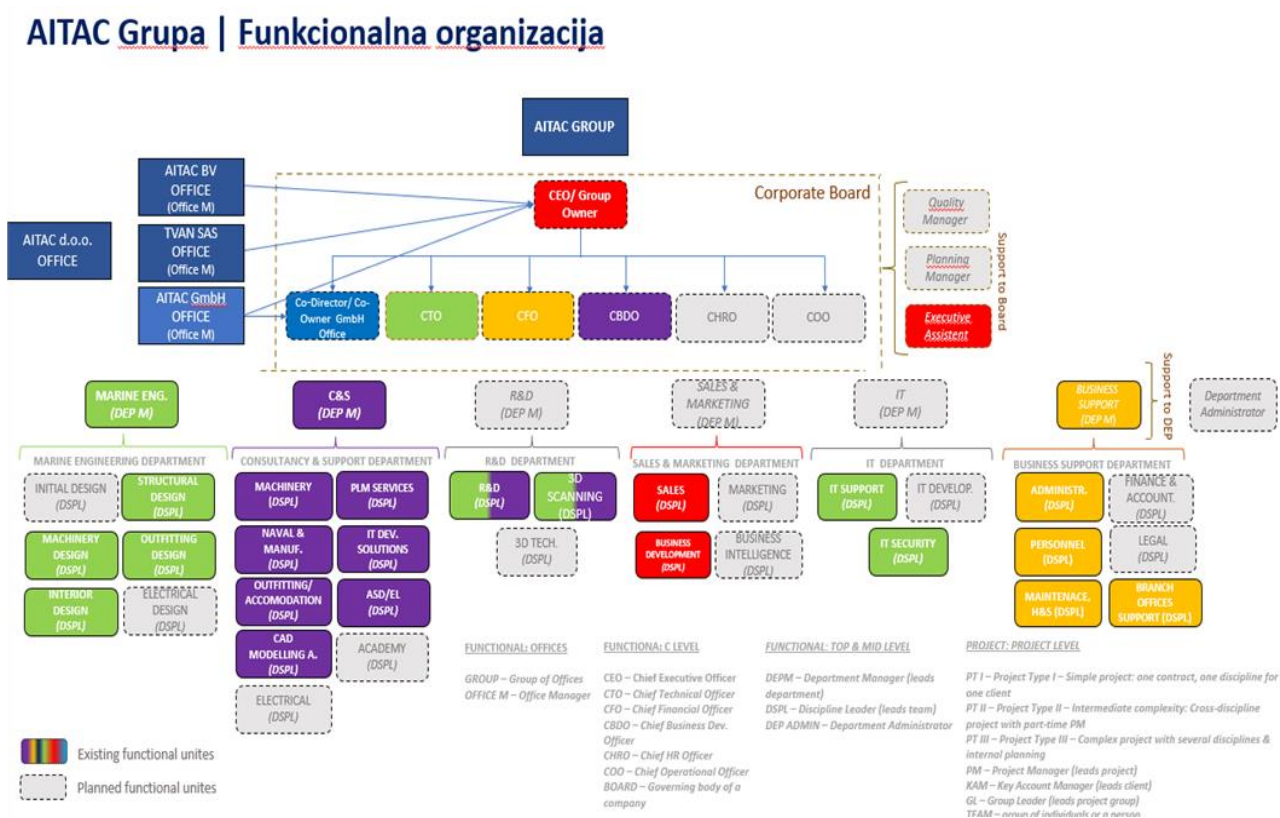 AITAC Grupa | Funkcionalna organizacija
AITAC GROUP
AITAC BV
OFFICE
(Office M)
TVAN SAS
OFFICE
(Office M)
AITAC GmbH
OFFICE
(Office M)
AITAC d.o.o.
OFFICE
Corporate Board
CEO/ Group
Owner
Co-Director/ Co-
Owner GmbH
Office
CTO
CFO
CBDO
CHRO
COO
Quality
Manager
Planning
Manager
Executive
Assistent
Support to Board
MARINE ENG.
(DEP M)
C&S
(DEP M)
R&D
(DEP M)
SALES &
MARKETING
(DEP M)
IT
(DEP M)
BUSINESS
SUPPORT
(DEP M)
Support to DEP
Department
Administrator
MARINE ENGINEERING DEPARTMENT
INITIAL DESIGN
(DSPL)
STRUCTURAL
DESIGN
(DSPL)
MACHINERY
DESIGN
(DSPL)
OUTFITTING
DESIGN
(DSPL)
INTERIOR
DESIGN
(DSPL)
ELECTRICAL
DESIGN
(DSPL)
CONSULTANCY & SUPPORT DEPARTMENT
MACHINERY
(DSPL)
PLM SERVICES
(DSPL)
NAVAL &
MANUF.
(DSPL)
IT DEV.
SOLUTIONS
(DSPL)
OUTFITTING/
ACCOMODATION
(DSPL)
ASD/EL
(DSPL)
CAD
MODELLING A.
(DSPL)
ACADEMY
(DSPL)
ELECTRICAL
(DSPL)
R&D DEPARTMENT
R&D
(DSPL)
3D
SCANNING
(DSPL)
3D TECH.
(DSPL)
SALES & MARKETING DEPARTMENT
SALES
(DSPL)
MARKETING
(DSPL)
BUSINESS
DEVELOPMENT
(DSPL)
BUSINESS
INTELLIGENCE
(DSPL)
IT DEPARTMENT
IT SUPPORT
(DSPL)
IT DEVELOP.
(DSPL)
IT SECURITY
(DSPL)
BUSINESS SUPPORT DEPARTMENT
ADMINISTR.
(DSPL)
FINANCE &
ACCOUNT.
(DSPL)
PERSONNEL
(DSPL)
LEGAL
(DSPL)
MAINTENACE,
H&S (DSPL)
BRANCH
OFFICES
SUPPORT (DSPL)
Existing functional unites
Planned functional unites
FUNCTIONAL: OFFICES
GROUP – Group of Offices
OFFICE M – Office Manager
FUNCTIONA: C LEVEL
CEO – Chief Executive Officer
CTO – Chief Technical Officer
CFO – Chief Financial Officer
CBDO – Chief Business Dev.
Officer
CHRO – Chief HR Officer
COO – Chief Operational Officer
BOARD – Governing body of a
company
FUNCTIONAL: TOP & MID LEVEL
DEPM – Department Manager (leads
department)
DSPL – Discipline Leader (leads team)
DEP ADMIN – Department Administrator
PROJECT: PROJECT LEVEL
PT I – Project Type I – Simple project: one contract, one discipline for
one client
PT II – Project Type II – Intermediate complexity: Cross-discipline
project with part-time PM
PT III – Project Type III – Complex project with several disciplines &
internal planning
PM – Project Manager (leads project)
KAM – Key Account Manager (leads client)
GL – Group Leader (leads project group)
TEAM – group of individuals or a person